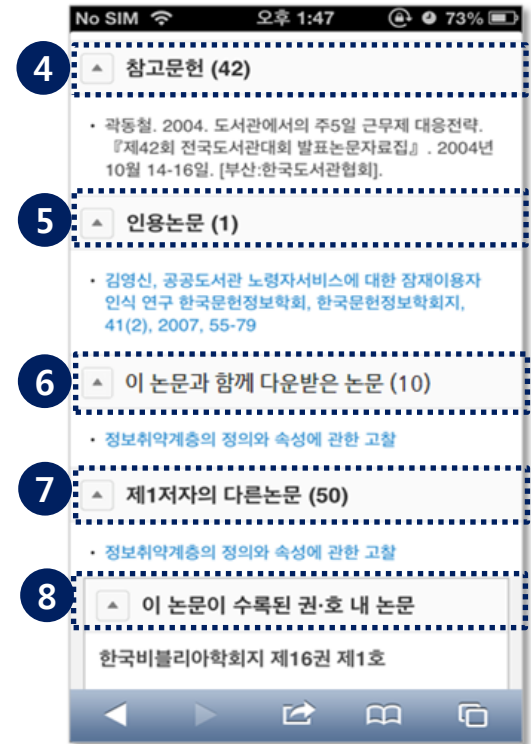 No SIM 오후 1:47 73%
4 참고문헌 (42)
• 곽동철. 2004. 도서관에서의 주5일 근무제 대응전략.
『제42회 전국도서관대회 발표논문자료집』. 2004년
10월 14-16일. [부산:한국도서관협회].
5 인용논문 (1)
• 김영신, 공공도서관 노령자서비스에 대한 잠재이용자
인식 연구 한국문헌정보학회, 한국문헌정보학회지,
41(2), 2007, 55-79
6 이 논문과 함께 다운받은 논문 (10)
• 정보취약계층의 정의와 속성에 관한 고찰
7 제1저자의 다른논문 (50)
• 정보취약계층의 정의와 속성에 관한 고찰
8 이 논문이 수록된 권·호 내 논문
한국비블리아학회지 제16권 제1호